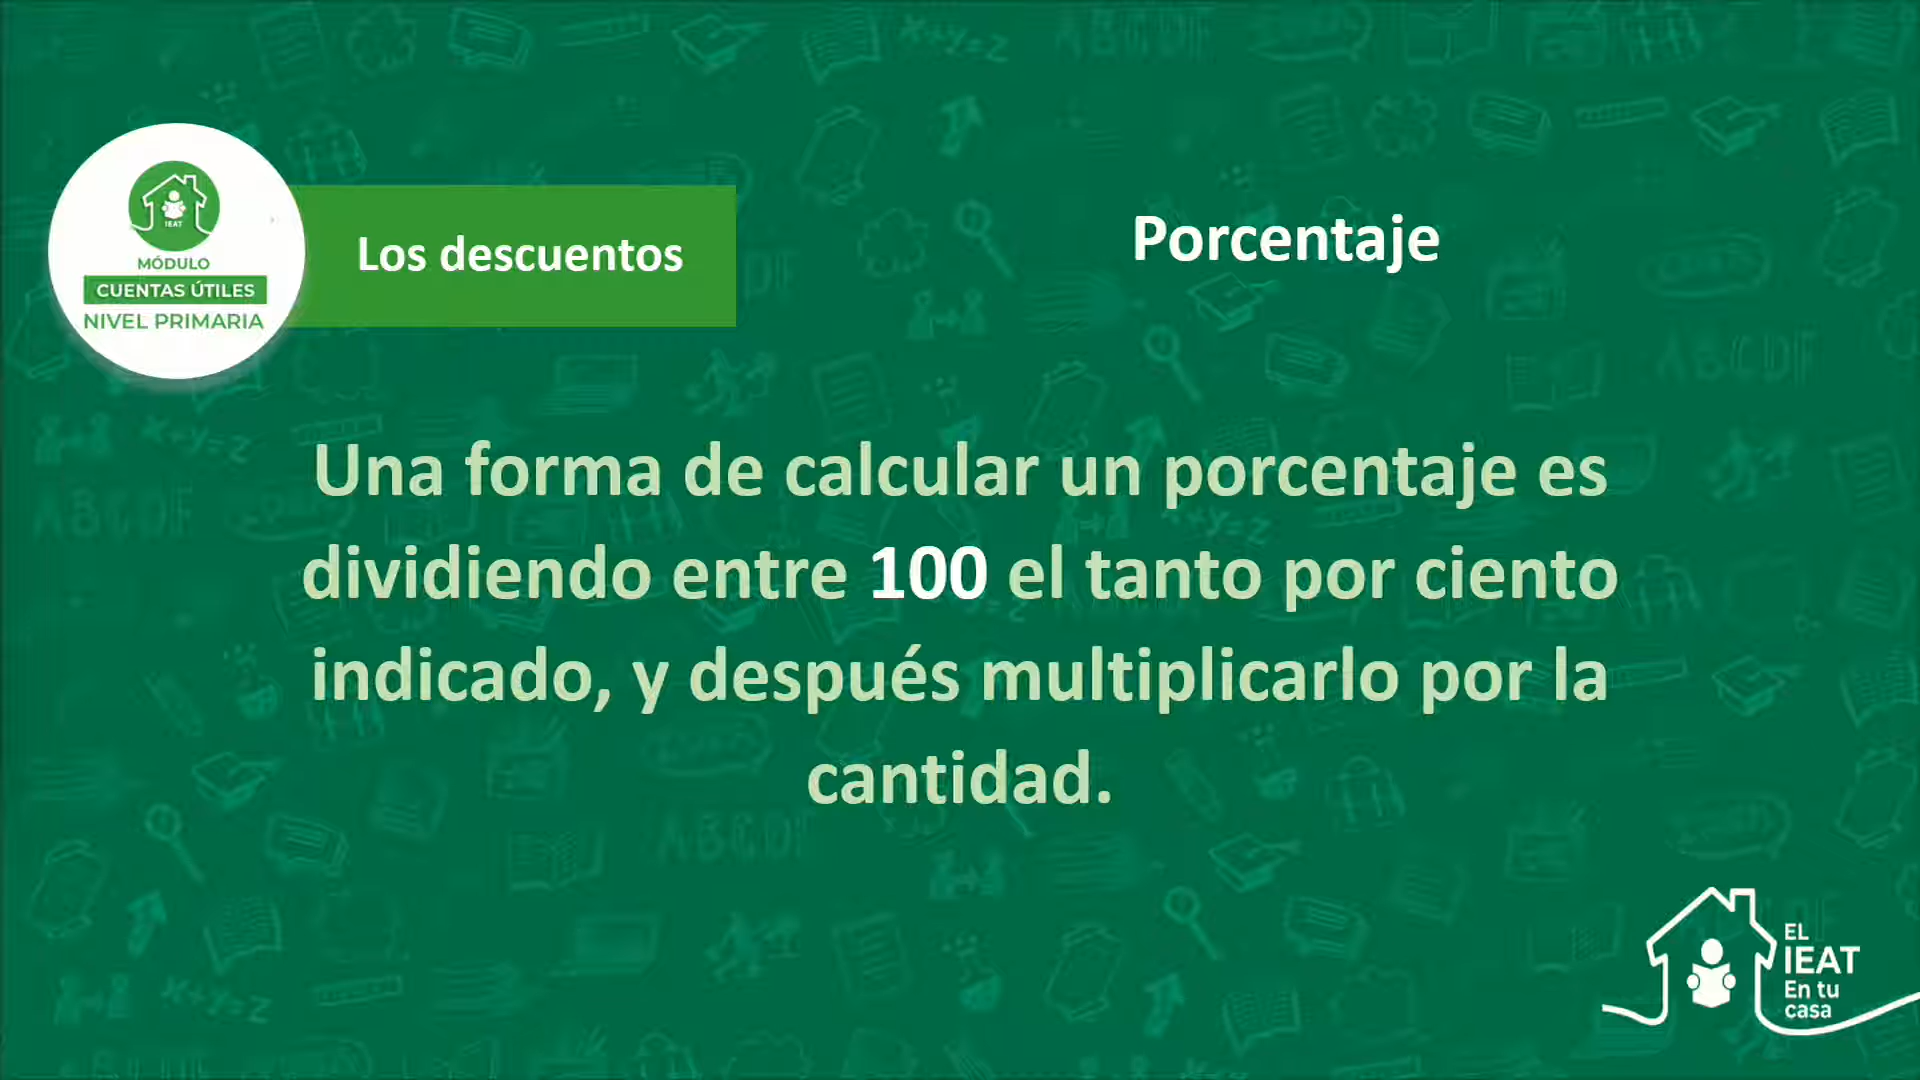 IEAT
MÓDULO
CUENTAS ÚTILES
NIVEL PRIMARIA
Los descuentos
Porcentaje
Una forma de calcular un porcentaje es
dividiendo entre 100 el tanto por ciento
indicado, y después multiplicarlo por la
cantidad.
EL
IEAT
En tu
casa